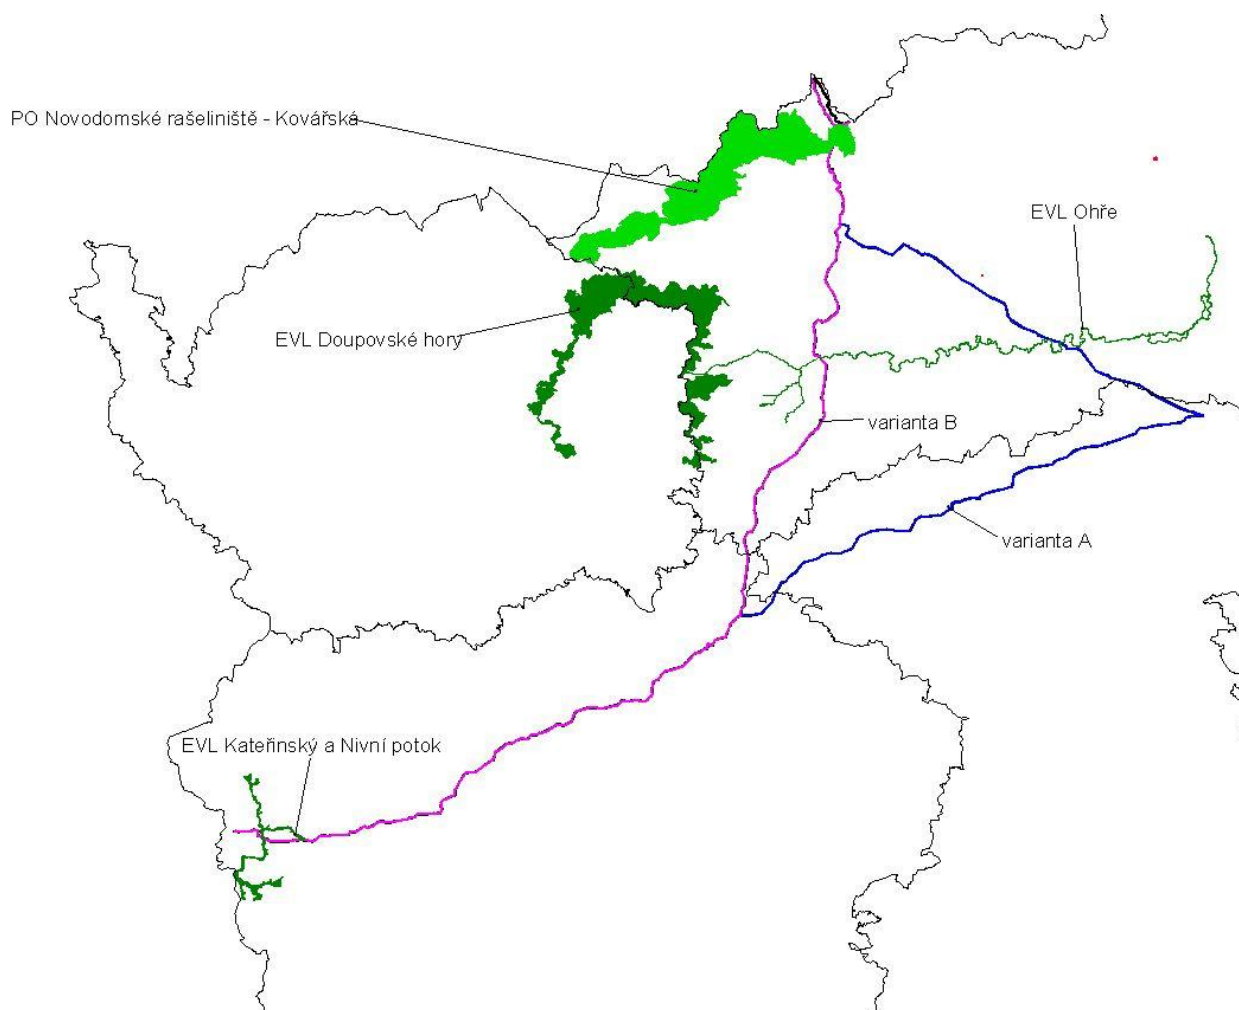 PO Novodomské rašeliniště - Kovářská
EVL Ohře
EVL Doupovské hory
varianta B
varianta A
EVL Kateřinský a Nivní potok